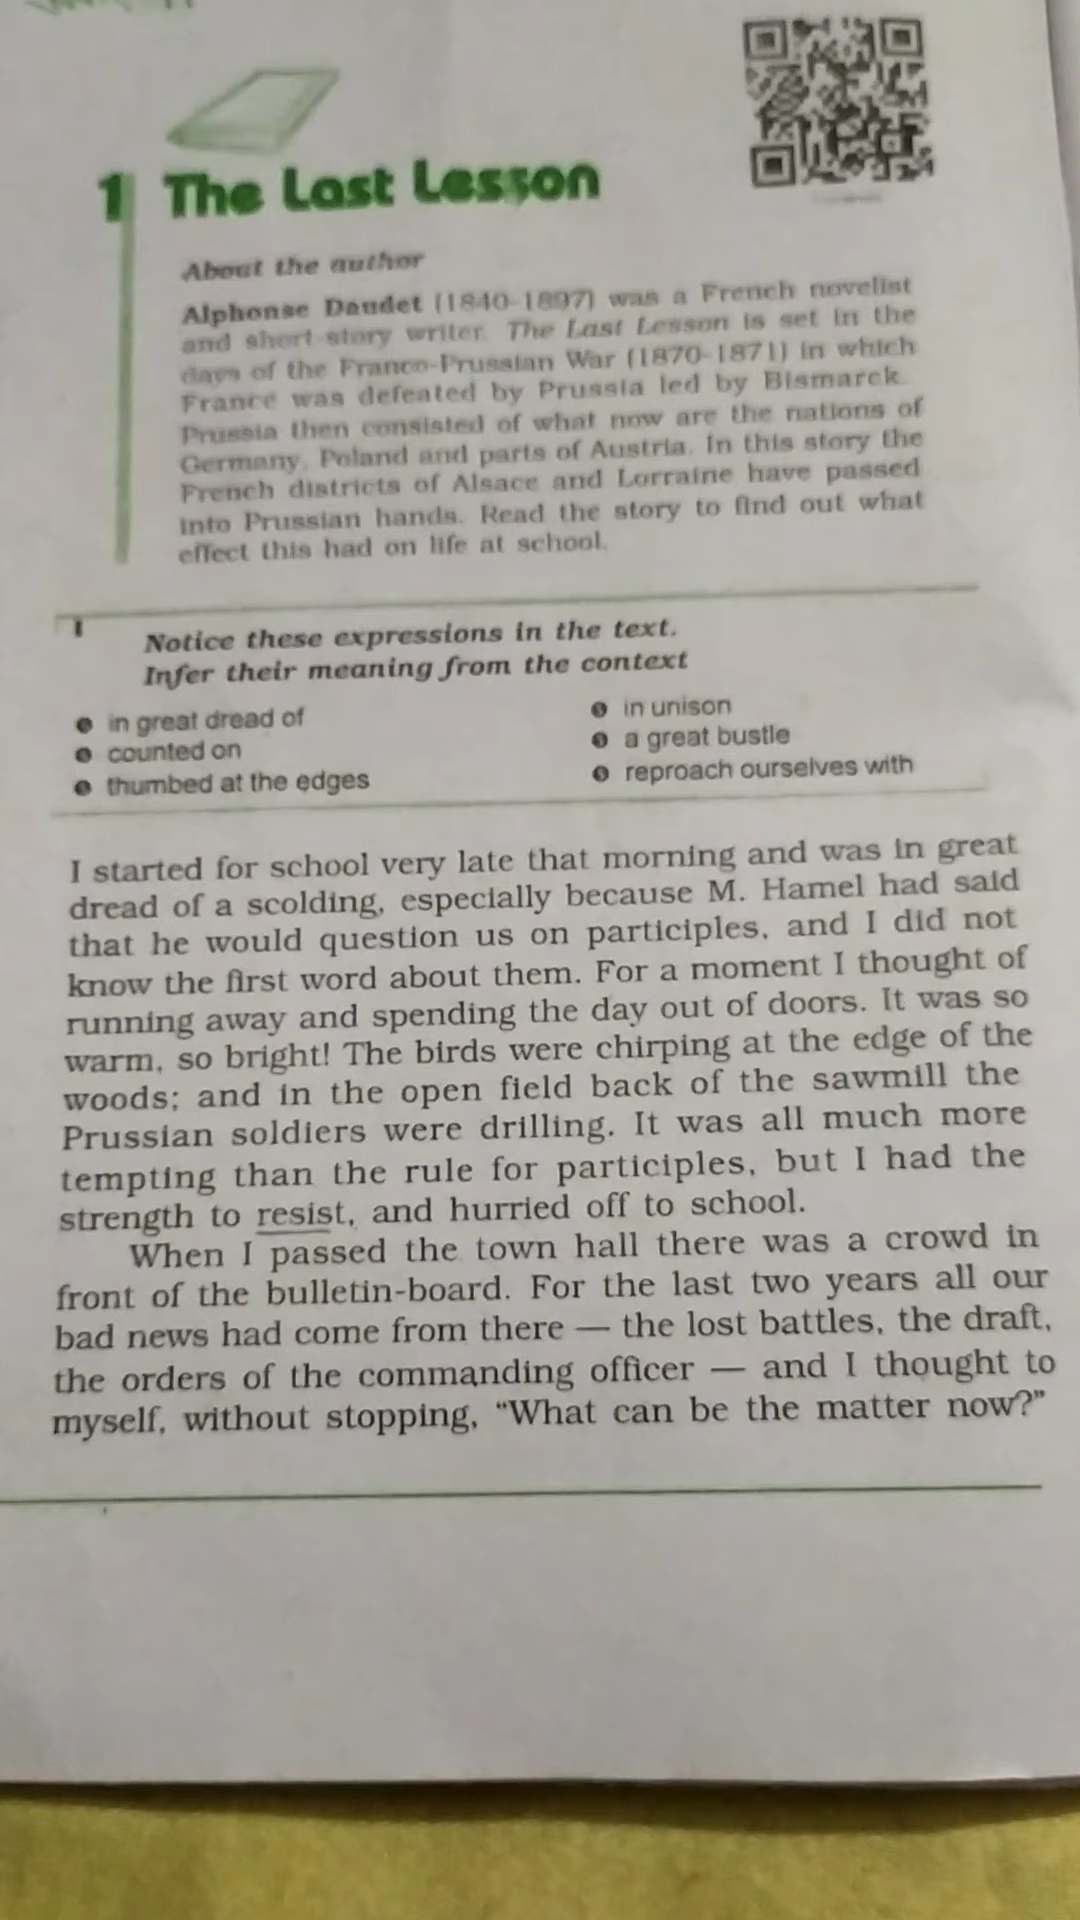 1 The Last Lesson
About the author
Alphonse Daudet (1840-1897) was a French novelist
and short-story writer. The Last Lesson is set in the
days of the Franco-Prussian War (1870-1871) in which
France was defeated by Prussia led by Bismarck.
Prussia then consisted of what now are the nations of
Germany, Poland and parts of Austria. In this story the
French districts of Alsace and Lorraine have passed
into Prussian hands. Read the story to find out what
effect this had on life at school.
Notice these expressions in the text.
Infer their meaning from the context
in great dread of
counted on
thumbed at the edges
in unison
a great bustle
reproach ourselves with
I started for school very late that morning and was in great
dread of a scolding, especially because M. Hamel had said
that he would question us on participles, and I did not
know the first word about them. For a moment I thought of
running away and spending the day out of doors. It was so
warm, so bright! The birds were chirping at the edge of the
woods; and in the open field back of the sawmill the
Prussian soldiers were drilling. It was all much more
tempting than the rule for participles, but I had the
strength to resist, and hurried off to school.
When I passed the town hall there was a crowd in
front of the bulletin-board. For the last two years all our
bad news had come from there — the lost battles, the draft,
the orders of the commanding officer — and I thought to
myself, without stopping, “What can be the matter now?”